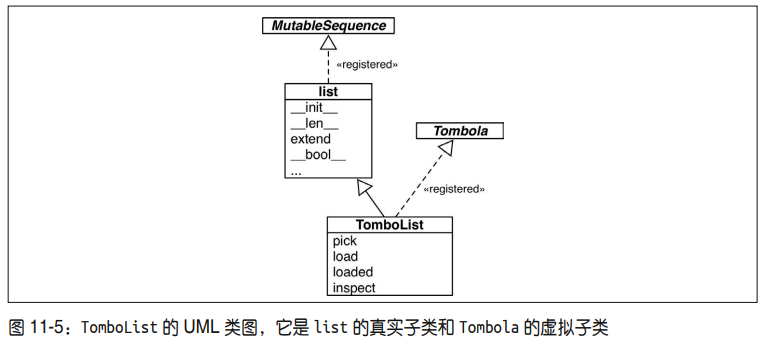 MutableSequence
«registered»
list
__init__
__len__
extend
__bool__
...
Tombola
«registered»
TomboList
pick
load
loaded
inspect
图 11-5：TomboList 的 UML 类图，它是 list 的真实子类和 Tombola 的虚拟子类